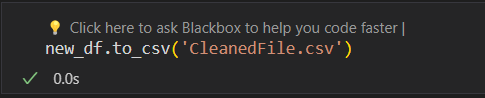 💡 Click here to ask Blackbox to help you code faster |
new_df.to_csv('CleanedFile.csv')
✓ 0.0s